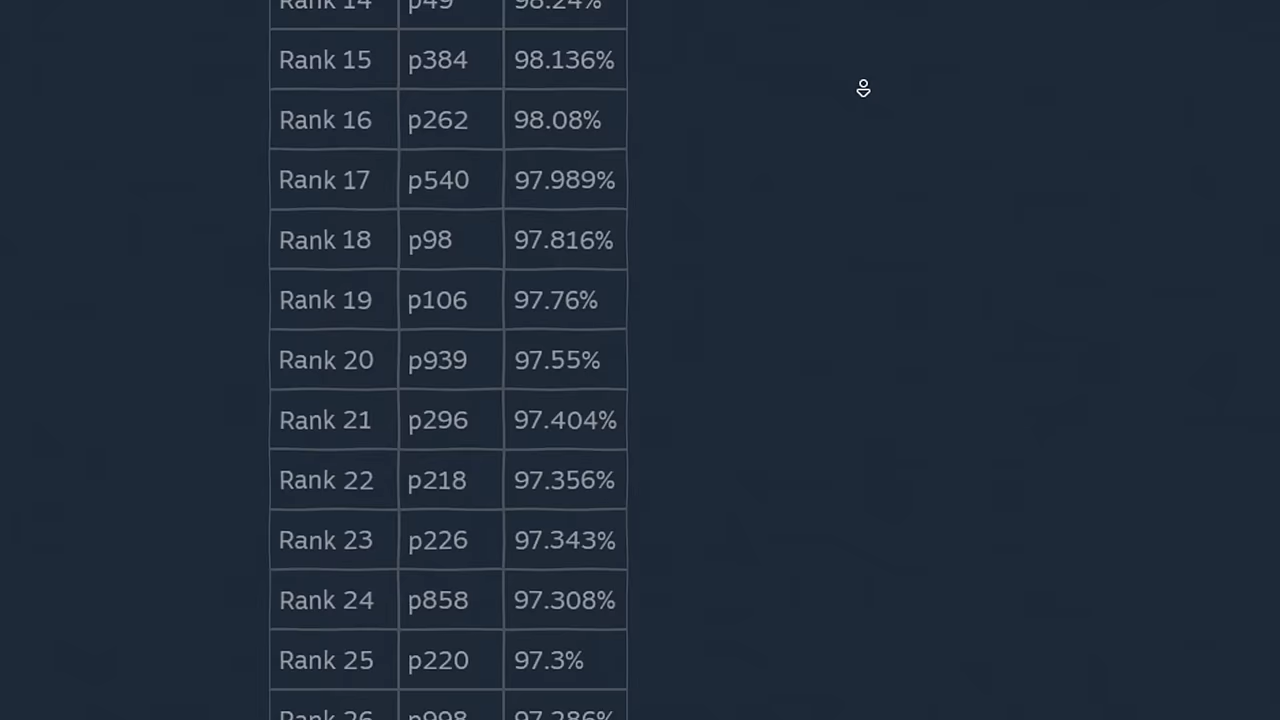 Rank 14 p49 98.24%
Rank 15 p384 98.136%
Rank 16 p262 98.08%
Rank 17 p540 97.989%
Rank 18 p98 97.816%
Rank 19 p106 97.76%
Rank 20 p939 97.55%
Rank 21 p296 97.404%
Rank 22 p218 97.356%
Rank 23 p226 97.343%
Rank 24 p858 97.308%
Rank 25 p220 97.3%
Rank 26 p998 97.286%